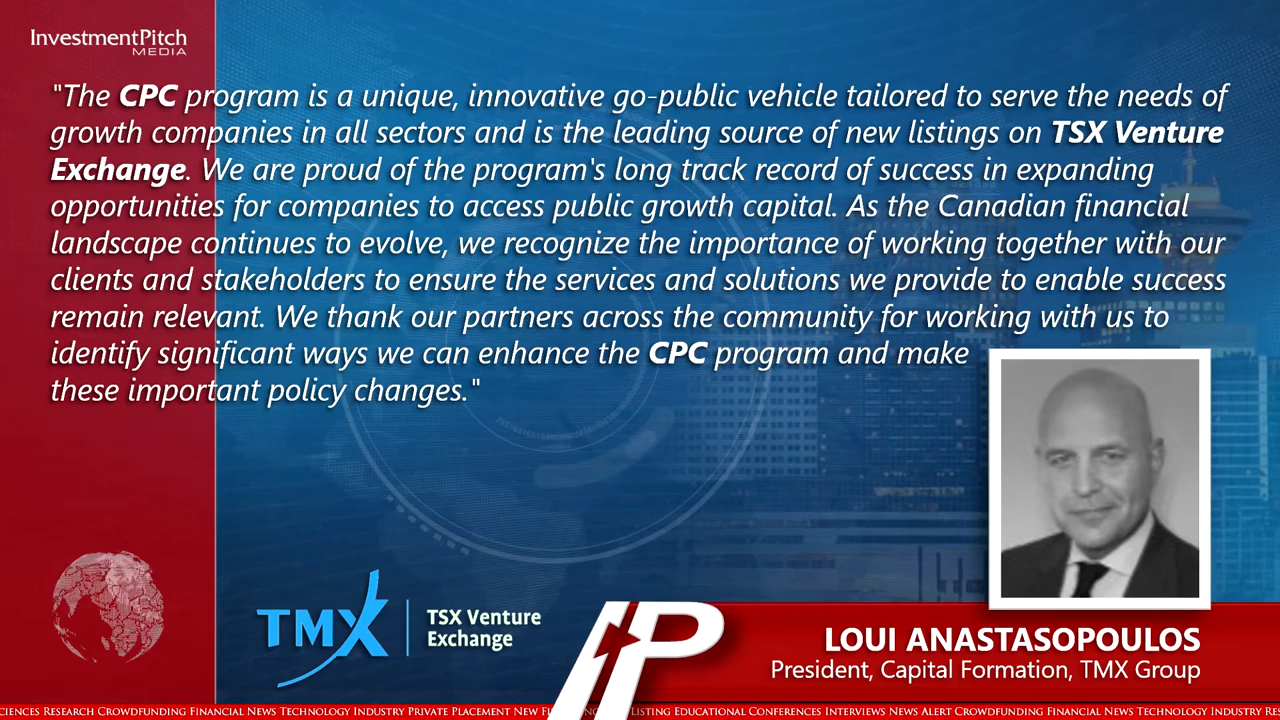 InvestmentPitch
MEDIA
"The CPC program is a unique, innovative go-public vehicle tailored to serve the needs of
growth companies in all sectors and is the leading source of new listings on TSX Venture
Exchange. We are proud of the program's long track record of success in expanding
opportunities for companies to access public growth capital. As the Canadian financial
landscape continues to evolve, we recognize the importance of working together with our
clients and stakeholders to ensure the services and solutions we provide to enable success
remain relevant. We thank our partners across the community for working with us to
identify significant ways we can enhance the CPC program and make
these important policy changes."
TMX
TSX Venture
Exchange
IP
LOUI ANASTASOPOULOS
President, Capital Formation, TMX Group
Research Crowdfunding Financial News Technology Industry Private Placement New Listing Educational Conferences Interviews News Alert Crowdfunding Financial News Technology Industry